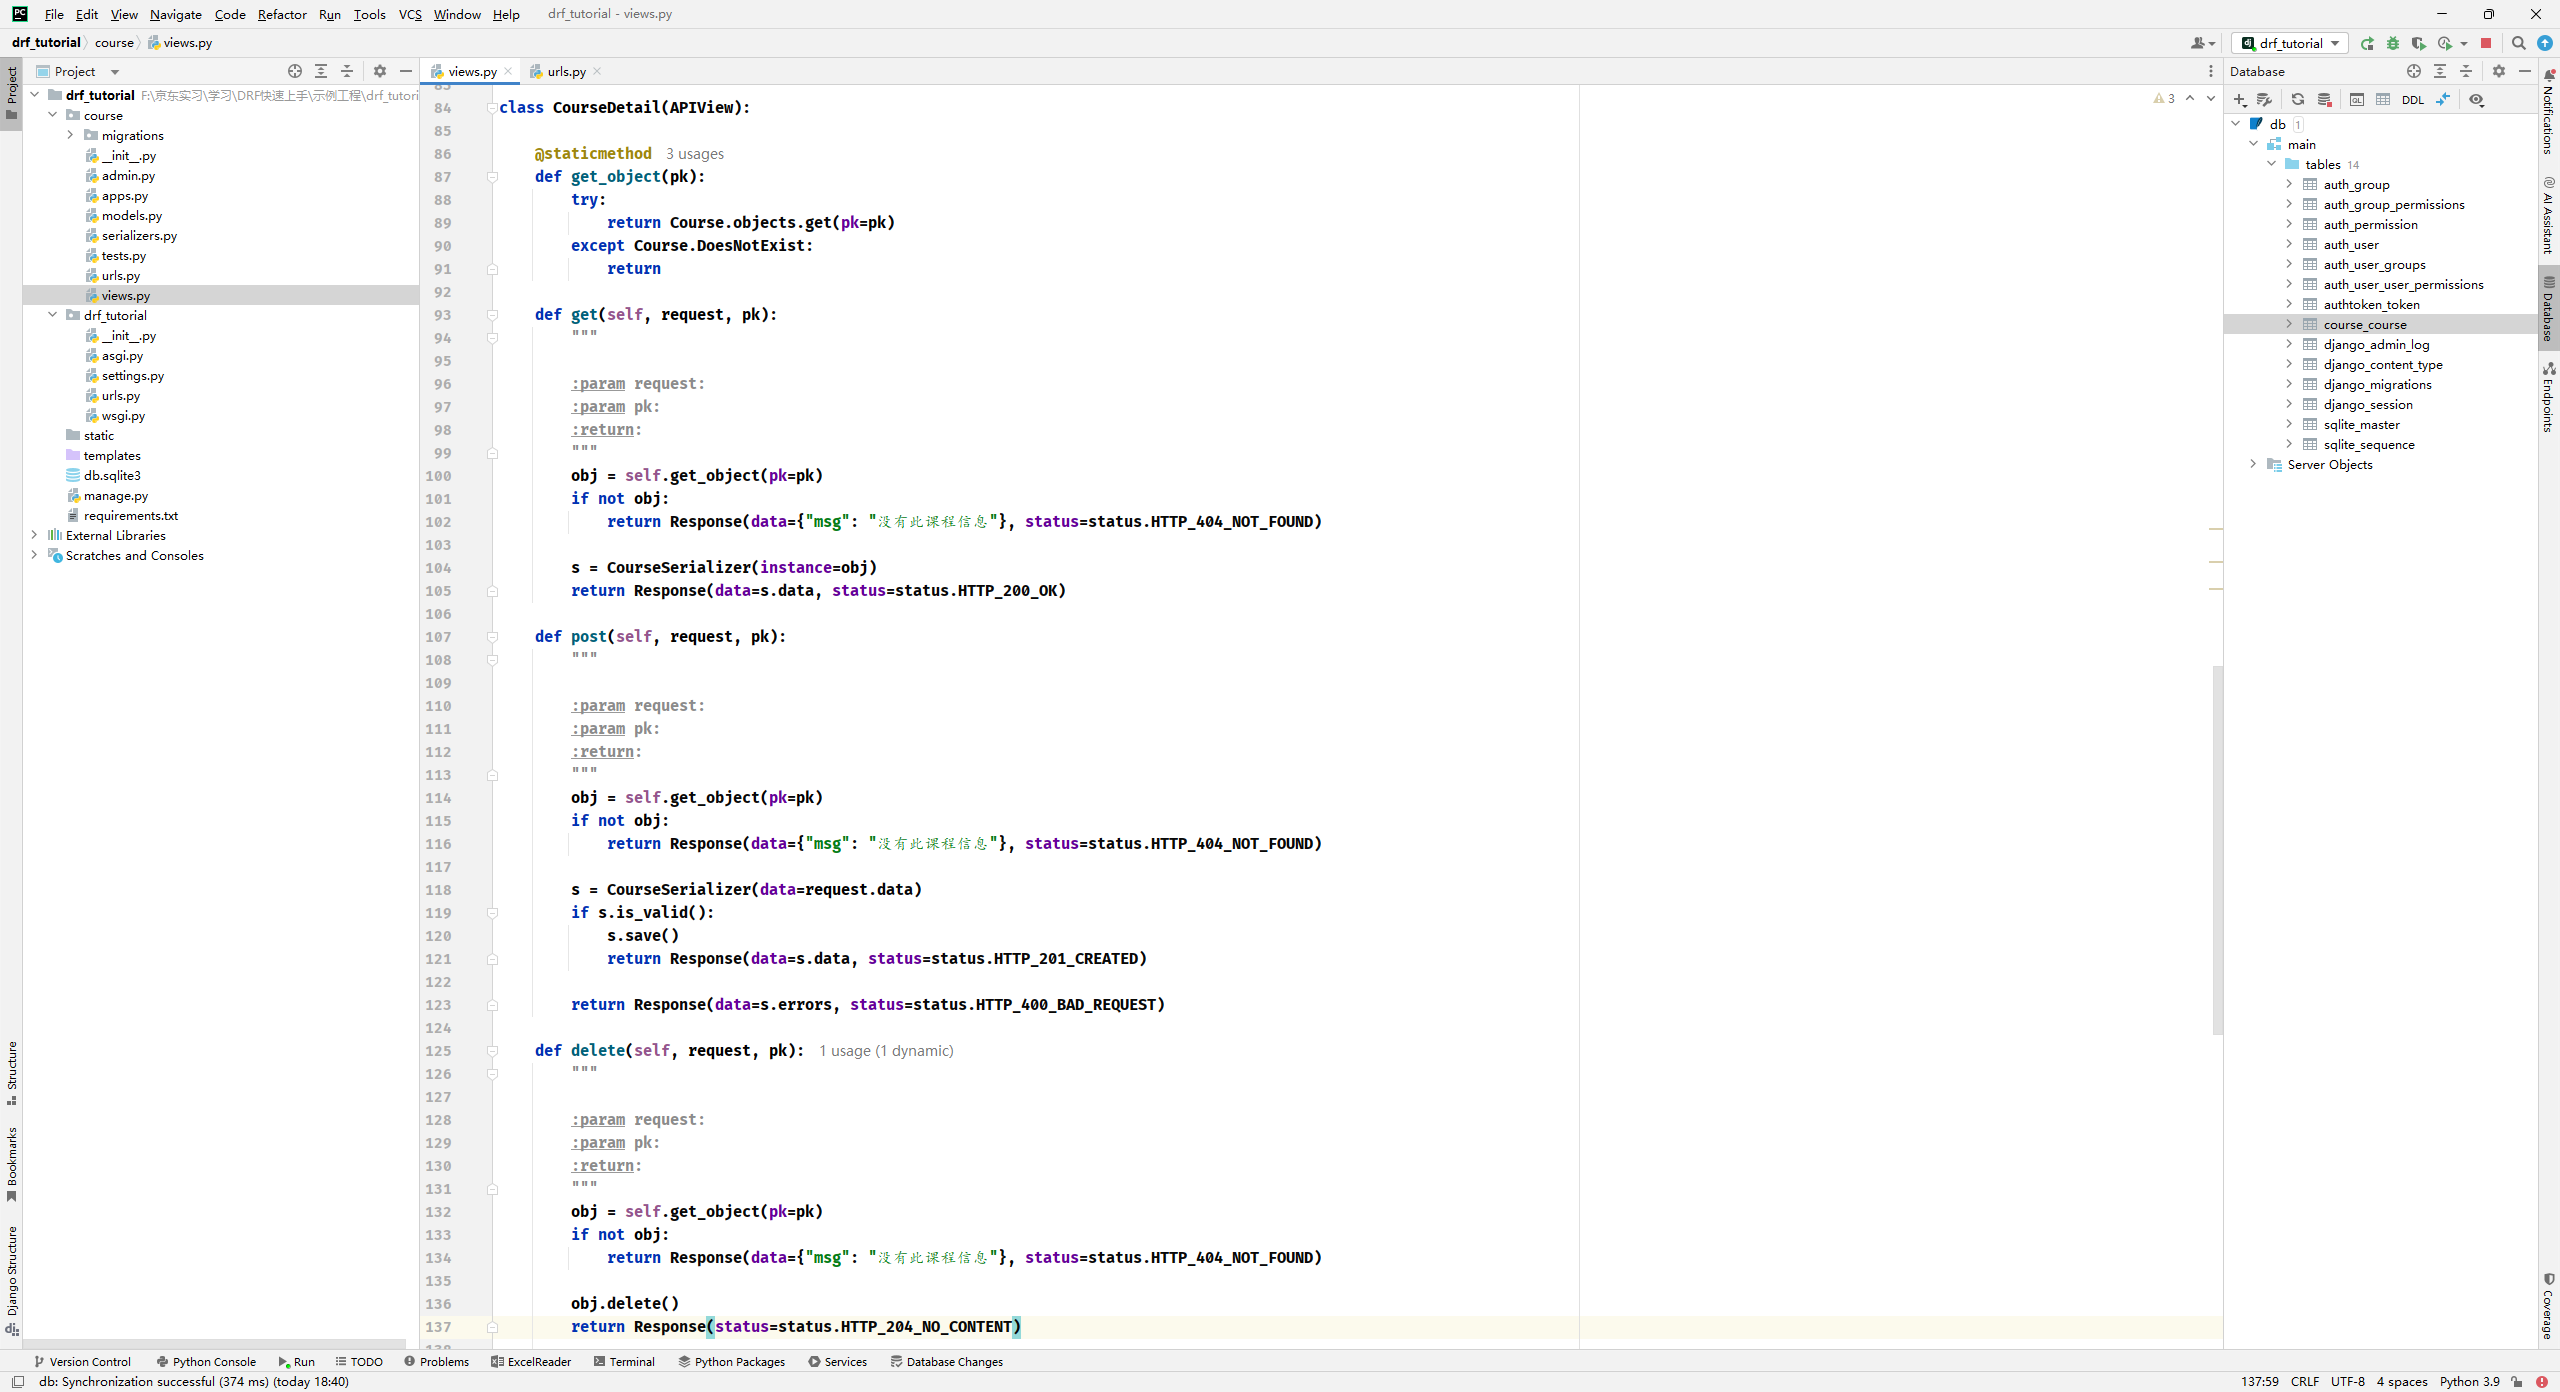 File Edit View Navigate Code Refactor Run Tools VCS Window Help drf_tutorial - views.py
drf_tutorial course views.py
drf_tutorial
Project
views.py
urls.py
Database
drf_tutorial F:\京东实习\学习\DRF快速上手\示例工程\drf_tutori
course
migrations
__init__.py
admin.py
apps.py
models.py
serializers.py
tests.py
urls.py
views.py
drf_tutorial
__init__.py
asgi.py
settings.py
urls.py
wsgi.py
static
templates
db.sqlite3
manage.py
requirements.txt
External Libraries
Scratches and Consoles
3
84 class CourseDetail(APIView):
85
86 @staticmethod 3 usages
87 def get_object(pk):
88 try:
89 return Course.objects.get(pk=pk)
90 except Course.DoesNotExist:
91 return
92
93 def get(self, request, pk):
94 """
95
96 :param request:
97 :param pk:
98 :return:
99 """
100 obj = self.get_object(pk=pk)
101 if not obj:
102 return Response(data={"msg": "没有此课程信息"}, status=status.HTTP_404_NOT_FOUND)
103
104 s = CourseSerializer(instance=obj)
105 return Response(data=s.data, status=status.HTTP_200_OK)
106
107 def post(self, request, pk):
108 """
109
110 :param request:
111 :param pk:
112 :return:
113 """
114 obj = self.get_object(pk=pk)
115 if not obj:
116 return Response(data={"msg": "没有此课程信息"}, status=status.HTTP_404_NOT_FOUND)
117
118 s = CourseSerializer(data=request.data)
119 if s.is_valid():
120 s.save()
121 return Response(data=s.data, status=status.HTTP_201_CREATED)
122
123 return Response(data=s.errors, status=status.HTTP_400_BAD_REQUEST)
124
125 def delete(self, request, pk): 1 usage (1 dynamic)
126 """
127
128 :param request:
129 :param pk:
130 :return:
131 """
132 obj = self.get_object(pk=pk)
133 if not obj:
134 return Response(data={"msg": "没有此课程信息"}, status=status.HTTP_404_NOT_FOUND)
135
136 obj.delete()
137 return Response(status=status.HTTP_204_NO_CONTENT)
DDL
db 1
main
tables 14
auth_group
auth_group_permissions
auth_permission
auth_user
auth_user_groups
auth_user_user_permissions
authtoken_token
course_course
django_admin_log
django_content_type
django_migrations
django_session
sqlite_master
sqlite_sequence
Server Objects
Project
Structure
Bookmarks
Django Structure
Notifications
AI Assistant
Database
Endpoints
Coverage
Version Control Python Console Run TODO Problems ExcelReader Terminal Python Packages Services Database Changes
db: Synchronization successful (374 ms) (today 18:40) 137:59 CRLF UTF-8 4 spaces Python 3.9